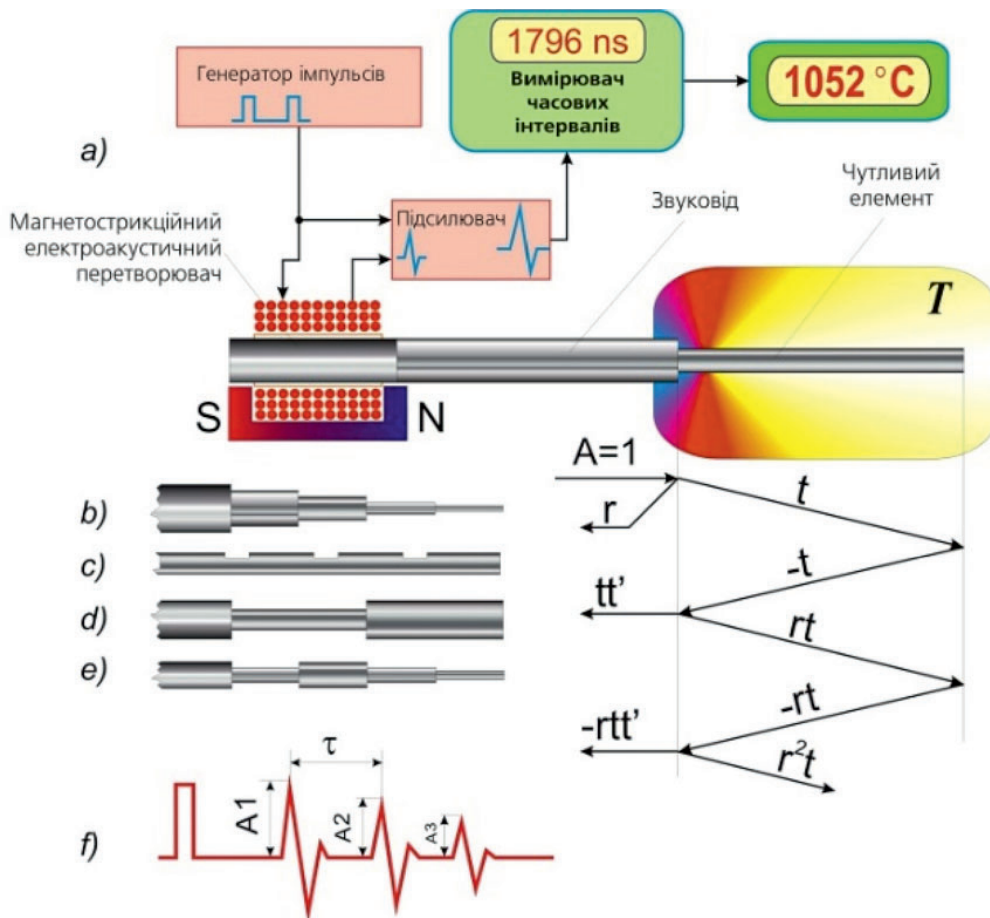 1796 ns
Вимірювач
часових
інтервалів
1052 °C
Генератор імпульсів
a)
Чутливий
елемент
Звуковід
Підсилювач
Магнетострикційний
електроакустичний
перетворювач
T
S
N
A=1
t
r
b)
-t
c)
tt’
d)
rt
e)
-rt
-rtt’
r²t
τ
A1
A2
A3
f)